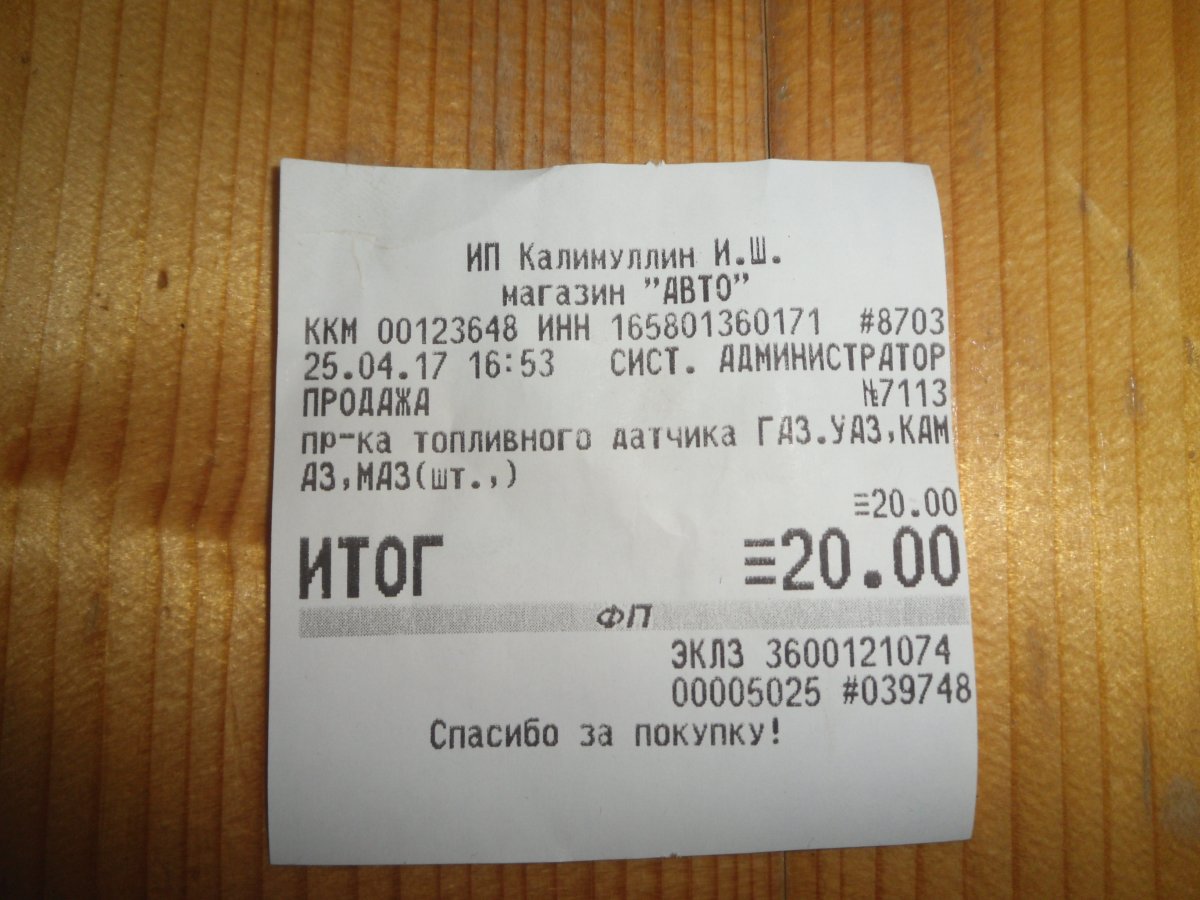 ИП Калимуллин И.Ш.
магазин "АВТО"
ККМ 00123648 ИНН 165801360171 #8703
25.04.17 16:53 СИСТ. АДМИНИСТРАТОР
ПРОДАЖА №7113
пр-ка топливного датчика ГАЗ.УАЗ,КАМ
АЗ,МАЗ(шт.,)
≡20.00
ИТОГ ≡20.00
ФП
ЭКЛЗ 3600121074
00005025 #039748
Спасибо за покупку!